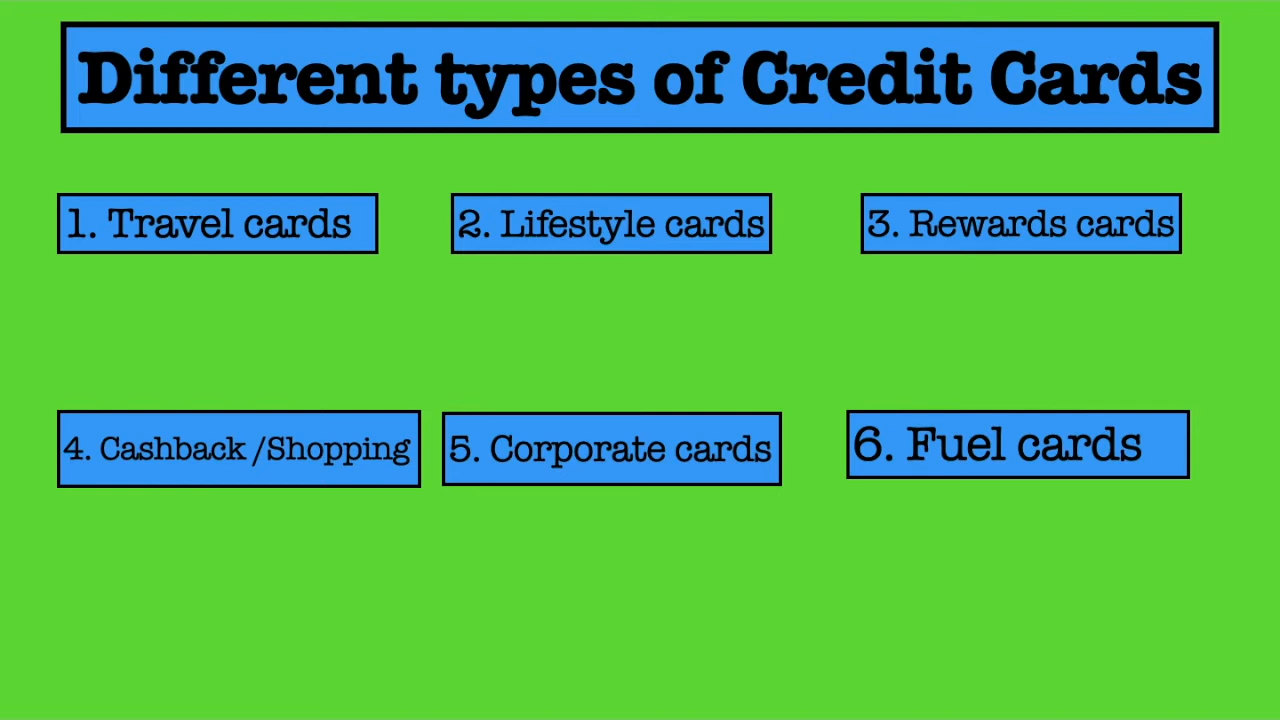 Different types of Credit Cards
1. Travel cards
2. Lifestyle cards
3. Rewards cards
4. Cashback /Shopping
5. Corporate cards
6. Fuel cards